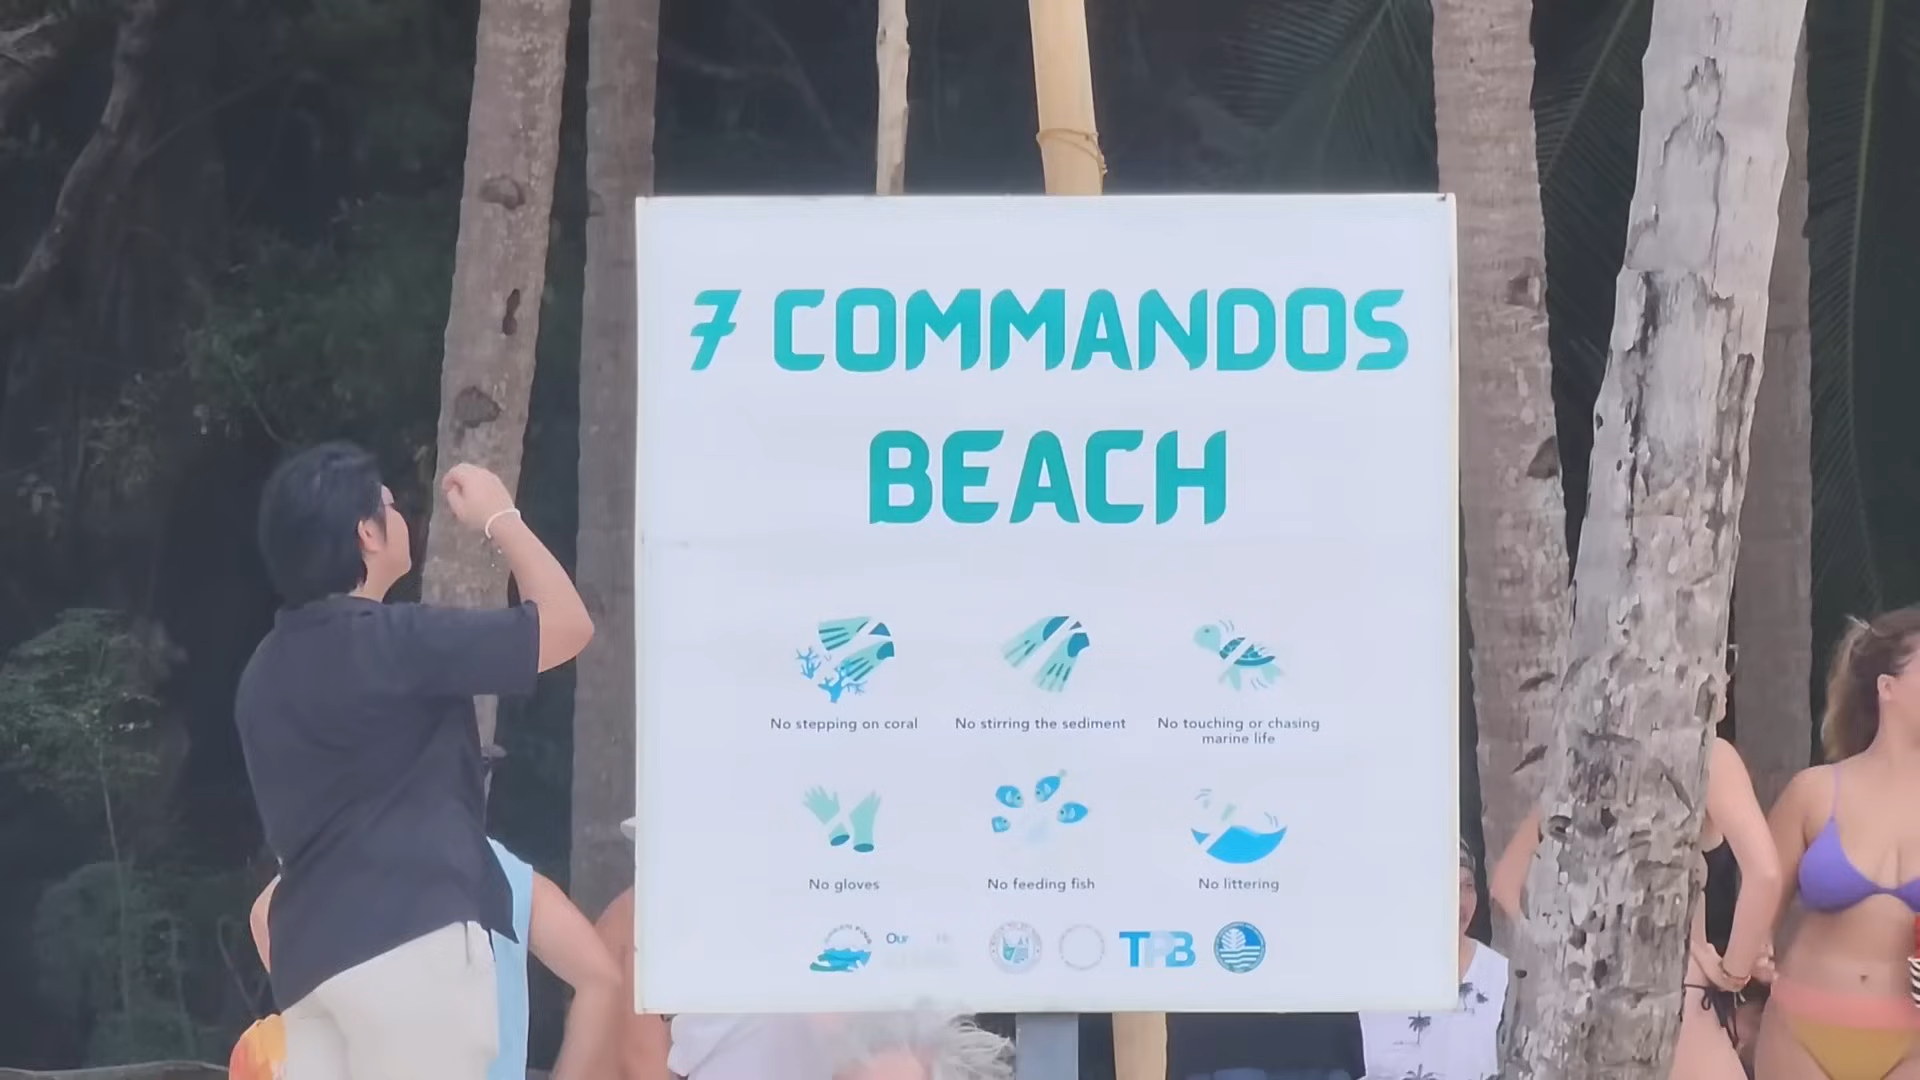 7 COMMANDOS
BEACH
No stepping on coral
No stirring the sediment
No touching or chasing
marine life
No gloves
No feeding fish
No littering
Our
TPB